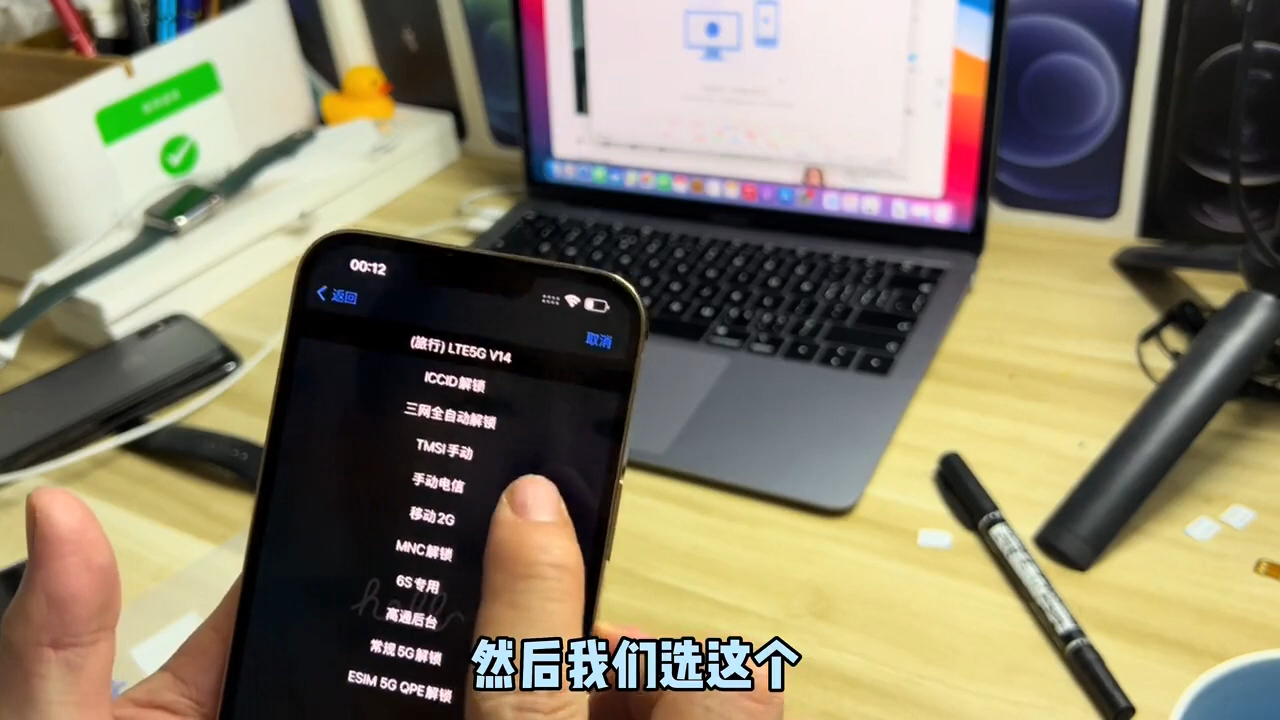 00:12
返回
取消
(旅行) LTE5G V14
ICCID解锁
三网全自动解锁
TMSI手动
手动电信
移动2G
MNC解锁
6S专用
高通后台
常规5G解锁
ESIM 5G QPE解锁
hello
然后我们选这个